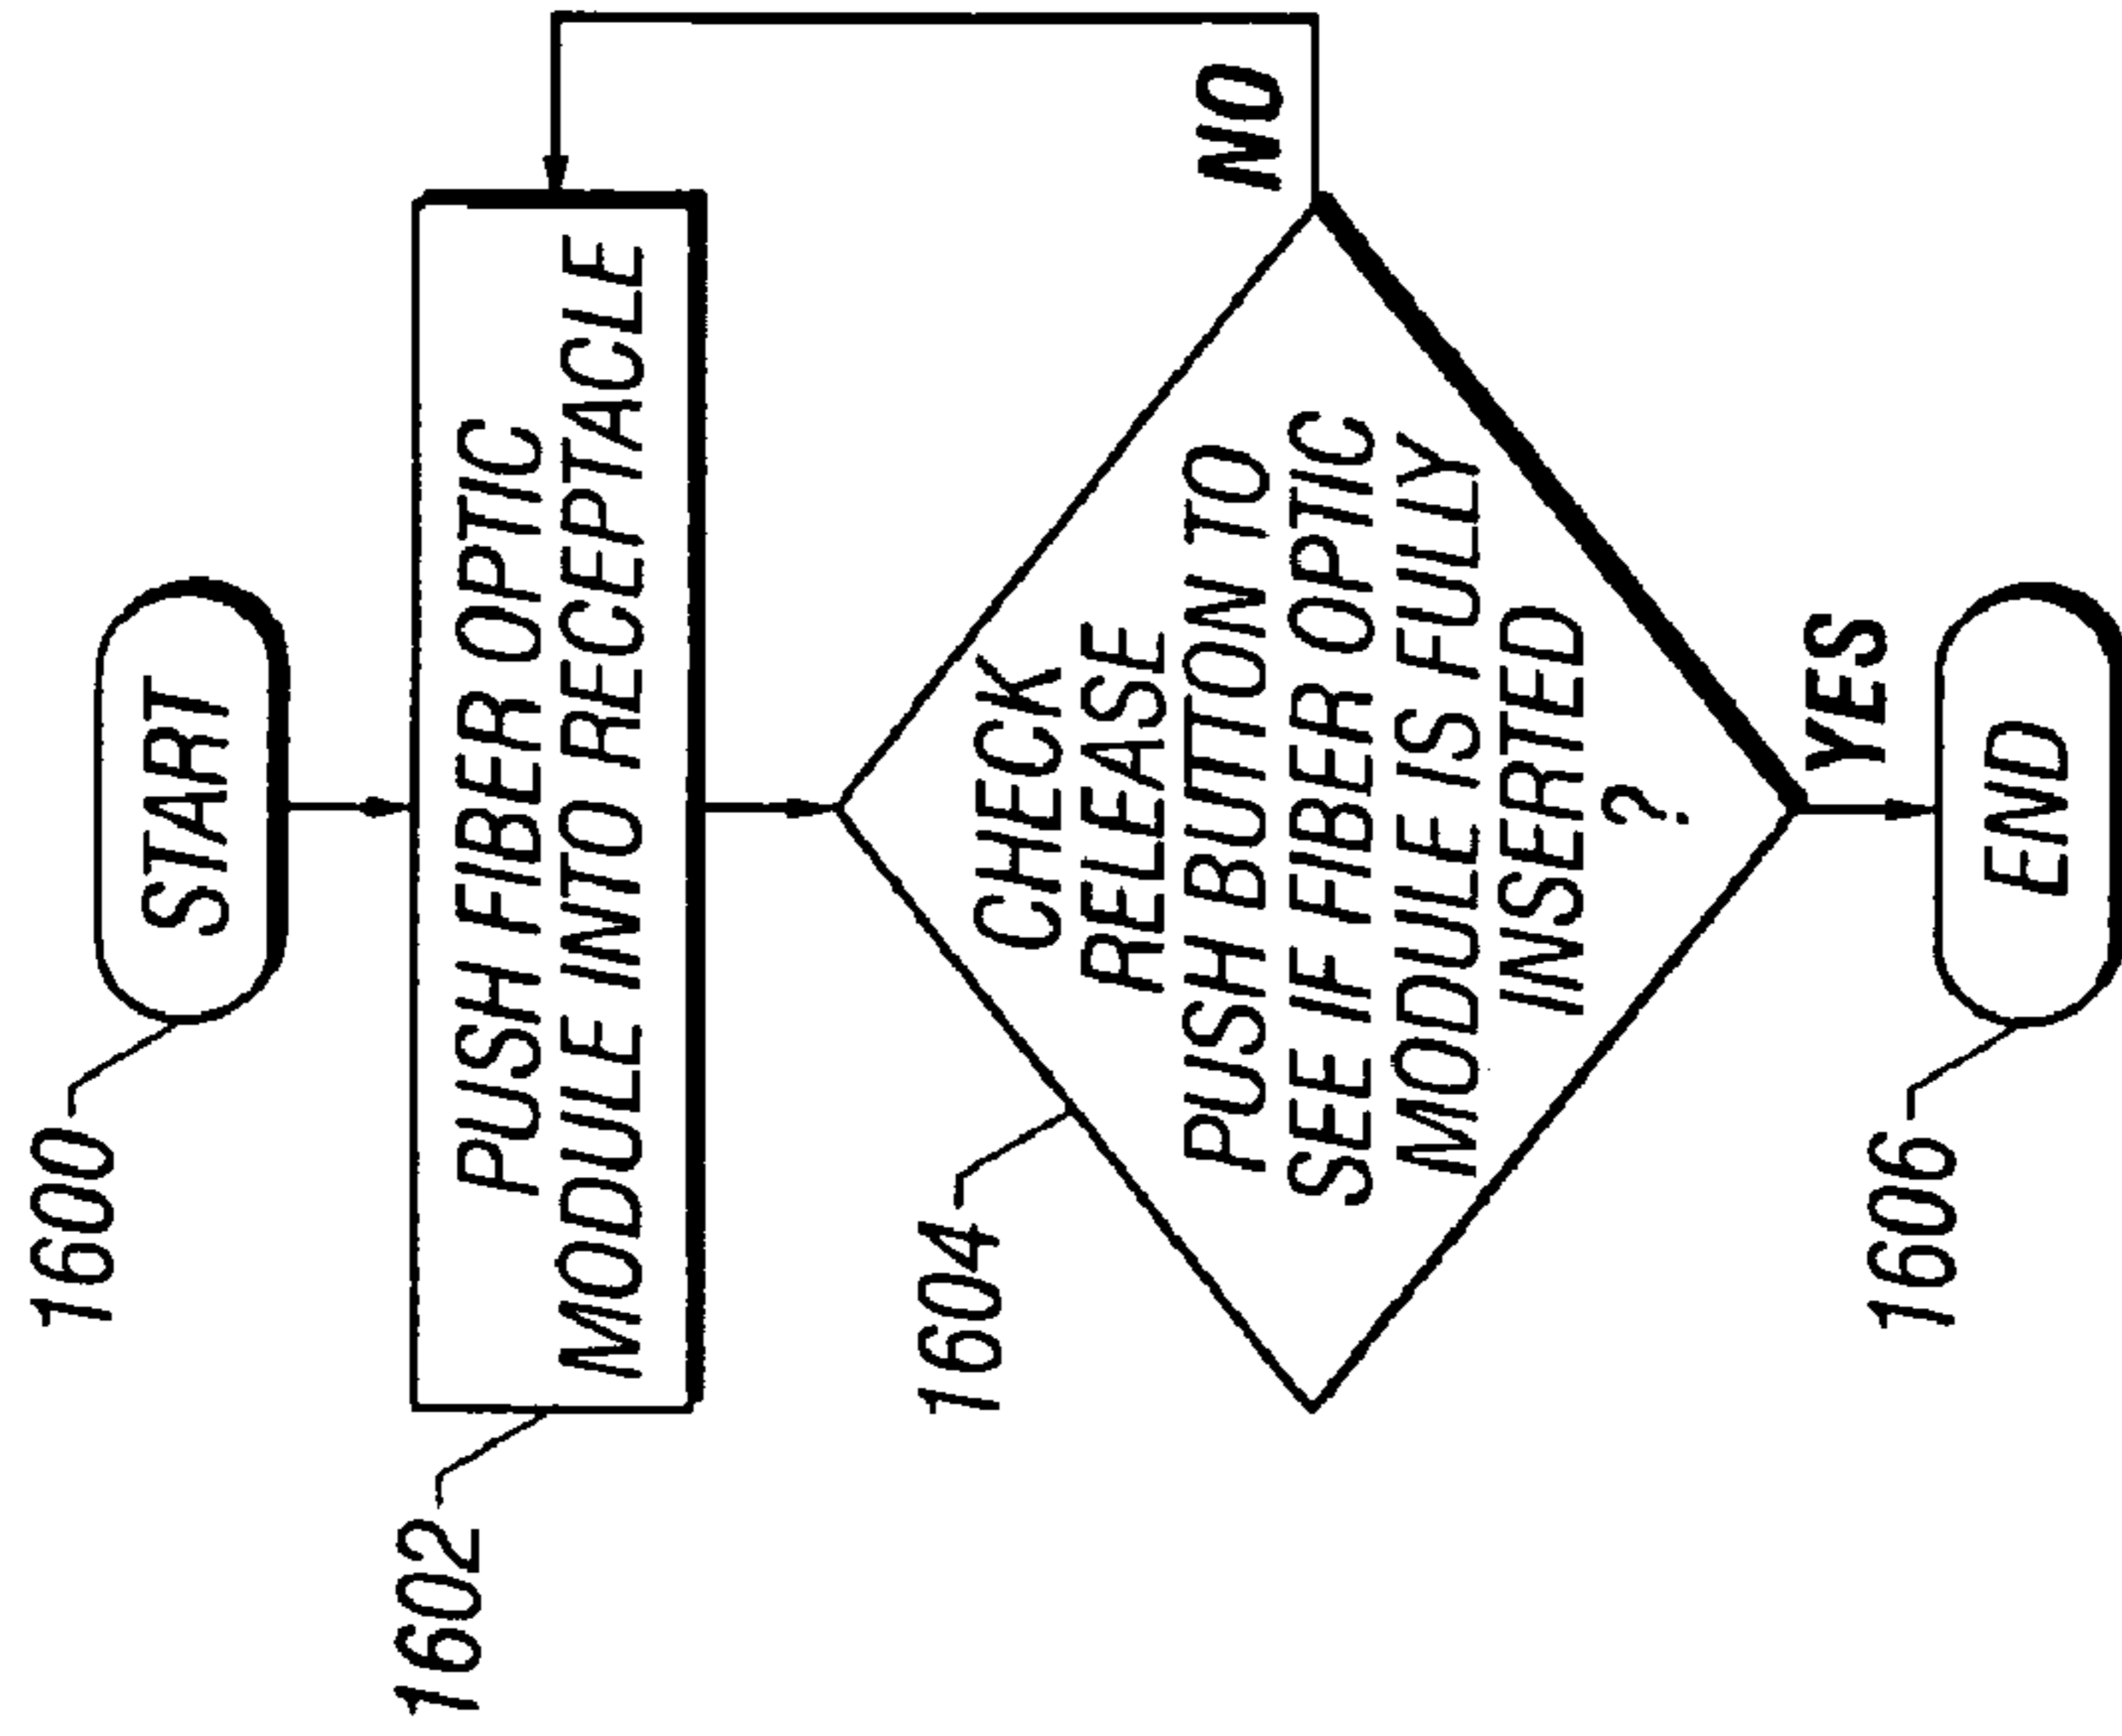 1600
START
1602
PUSH FIBER OPTIC
MODULE INTO RECEPTACLE
1604
CHECK
RELEASE
PUSH BUTTON TO
SEE IF FIBER OPTIC
MODULE IS FULLY
INSERTED
?
NO
YES
1606
END